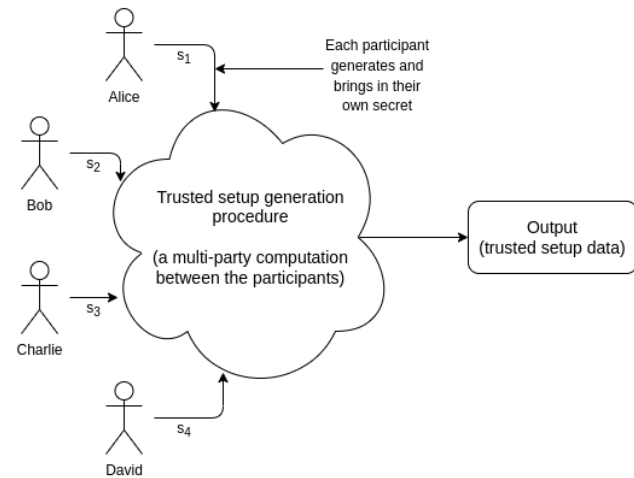 s1
Alice
Each participant
generates and
brings in their
own secret
s2
Bob
Trusted setup generation
procedure
(a multi-party computation
between the participants)
Output
(trusted setup data)
s3
Charlie
s4
David